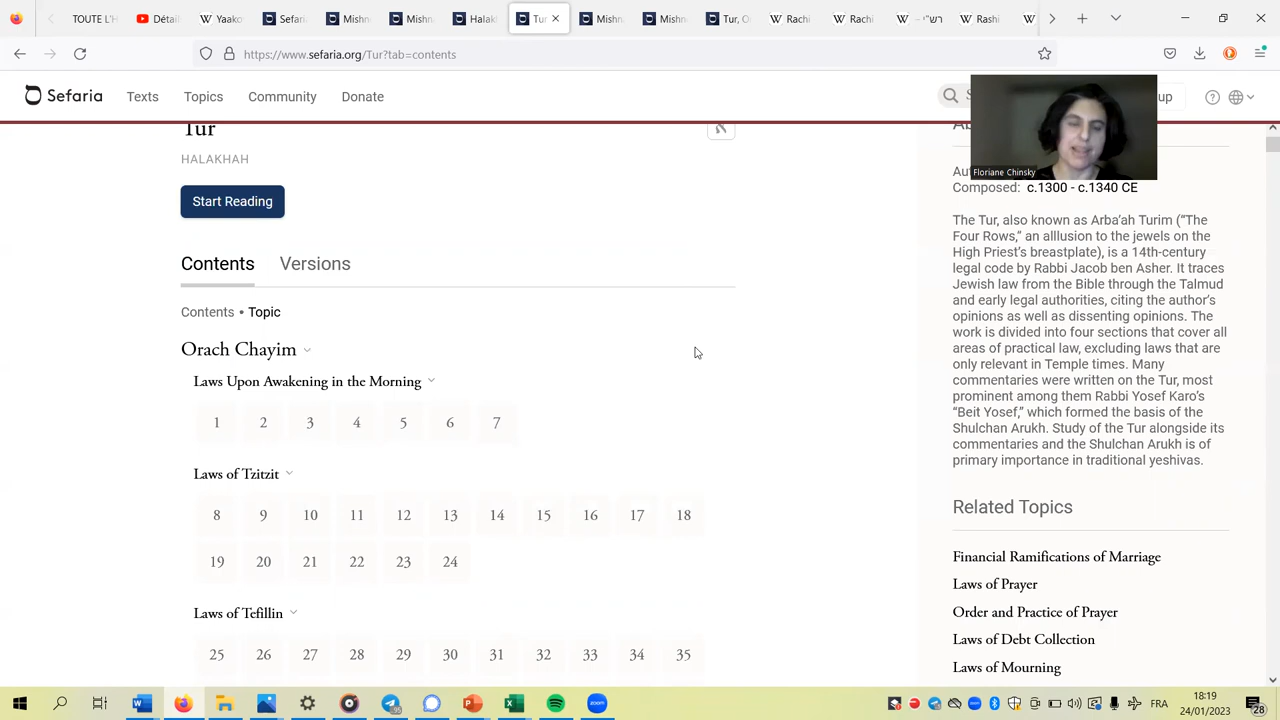 TOUTE L'H
Détail
Yaako
Sefari
Mishn
Mishn
Halak
Tur
Mishn
Mishn
Tur, O
Rachi
Rachi
רש"י –
Rashi
https://www.sefaria.org/Tur?tab=contents
Sefaria
Texts
Topics
Community
Donate
S
up
Tur
HALAKHAH
Start Reading
Contents
Versions
Contents • Topic
Orach Chayim
Laws Upon Awakening in the Morning
1 2 3 4 5 6 7
Laws of Tzitzit
8 9 10 11 12 13 14 15 16 17 18
19 20 21 22 23 24
Laws of Tefillin
25 26 27 28 29 30 31 32 33 34 35
Floriane Chinsky
Composed: c.1300 - c.1340 CE
The Tur, also known as Arba'ah Turim ("The
Four Rows," an alllusion to the jewels on the
High Priest's breastplate), is a 14th-century
legal code by Rabbi Jacob ben Asher. It traces
Jewish law from the Bible through the Talmud
and early legal authorities, citing the author's
opinions as well as dissenting opinions. The
work is divided into four sections that cover all
areas of practical law, excluding laws that are
only relevant in Temple times. Many
commentaries were written on the Tur, most
prominent among them Rabbi Yosef Karo's
"Beit Yosef," which formed the basis of the
Shulchan Arukh. Study of the Tur alongside its
commentaries and the Shulchan Arukh is of
primary importance in traditional yeshivas.
Related Topics
Financial Ramifications of Marriage
Laws of Prayer
Order and Practice of Prayer
Laws of Debt Collection
Laws of Mourning
95
FRA
18:19
24/01/2023
28